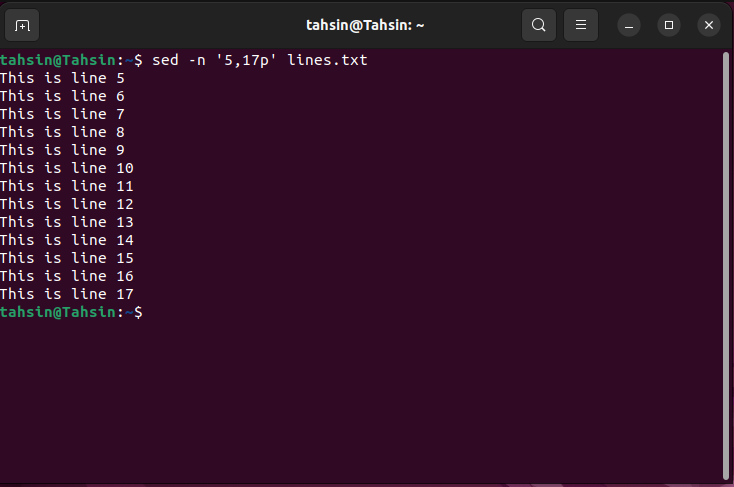 tahsin@Tahsin: ~
tahsin@Tahsin:~$ sed -n '5,17p' lines.txt
This is line 5
This is line 6
This is line 7
This is line 8
This is line 9
This is line 10
This is line 11
This is line 12
This is line 13
This is line 14
This is line 15
This is line 16
This is line 17
tahsin@Tahsin:~$